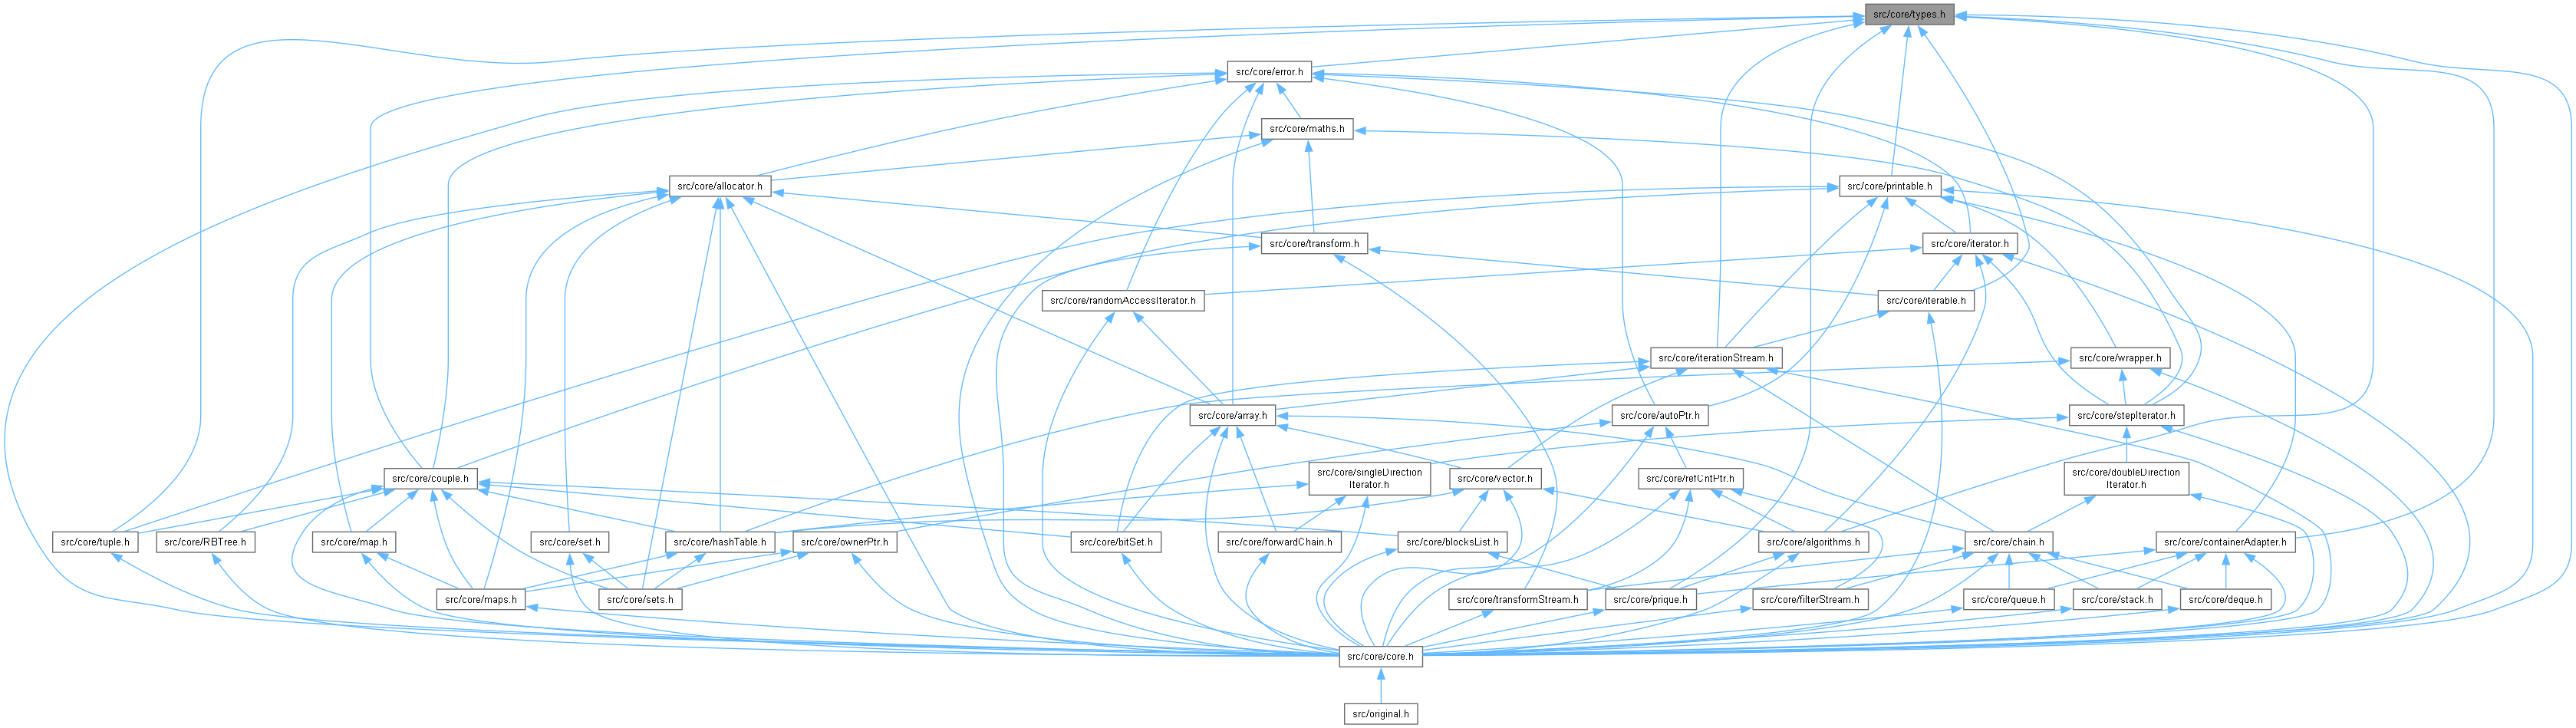 src/core/types.h
src/core/error.h
src/core/maths.h
src/core/allocator.h
src/core/printable.h
src/core/transform.h
src/core/iterator.h
src/core/randomAccessIterator.h
src/core/iterable.h
src/core/iterationStream.h
src/core/wrapper.h
src/core/array.h
src/core/autoPtr.h
src/core/stepIterator.h
src/core/couple.h
src/core/singleDirection
Iterator.h
src/core/vector.h
src/core/refCntPtr.h
src/core/doubleDirection
Iterator.h
src/core/tuple.h
src/core/RBTree.h
src/core/map.h
src/core/set.h
src/core/hashTable.h
src/core/ownerPtr.h
src/core/bitSet.h
src/core/forwardChain.h
src/core/blocksList.h
src/core/algorithms.h
src/core/chain.h
src/core/containerAdapter.h
src/core/maps.h
src/core/sets.h
src/core/transformStream.h
src/core/prique.h
src/core/filterStream.h
src/core/queue.h
src/core/stack.h
src/core/deque.h
src/core/core.h
src/original.h